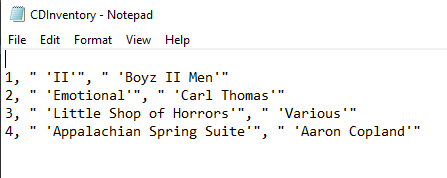 CDInventory - Notepad
File Edit Format View Help
1, " 'II'", " 'Boyz II Men'"
2, " 'Emotional'", " 'Carl Thomas'"
3, " 'Little Shop of Horrors'", " 'Various'"
4, " 'Appalachian Spring Suite'", " 'Aaron Copland'"